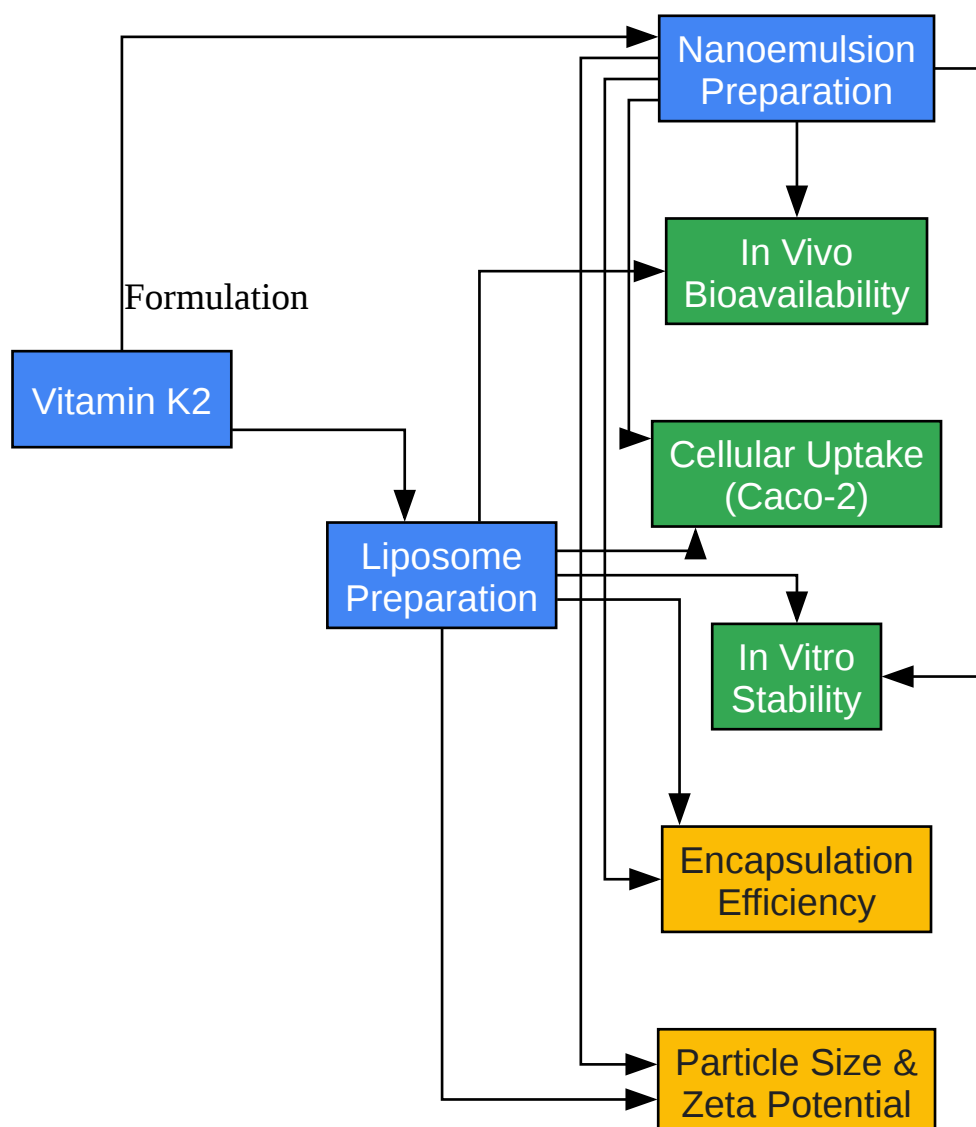 Nanoemulsion
Preparation
In Vivo
Bioavailability
Formulation
Vitamin K2
Cellular Uptake
(Caco-2)
Liposome
Preparation
In Vitro
Stability
Encapsulation
Efficiency
Particle Size &
Zeta Potential